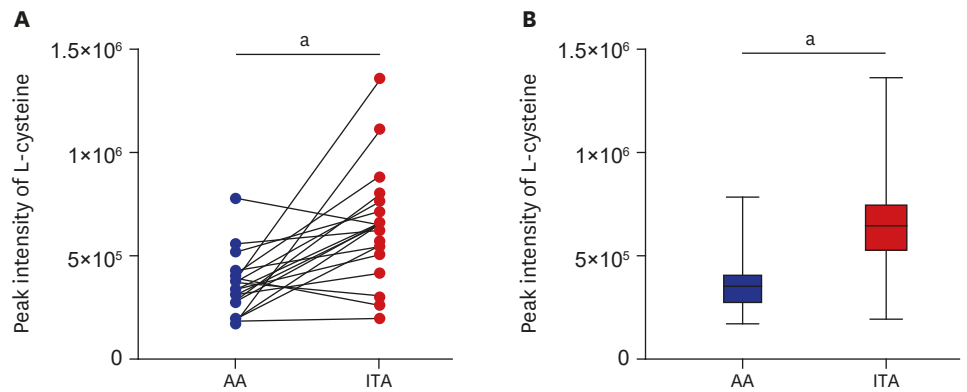 A
a
Peak intensity of L-cysteine
1.5×10⁶
1×10⁶
5×10⁵
0
AA
ITA
B
a
Peak intensity of L-cysteine
1.5×10⁶
1×10⁶
5×10⁵
0
AA
ITA